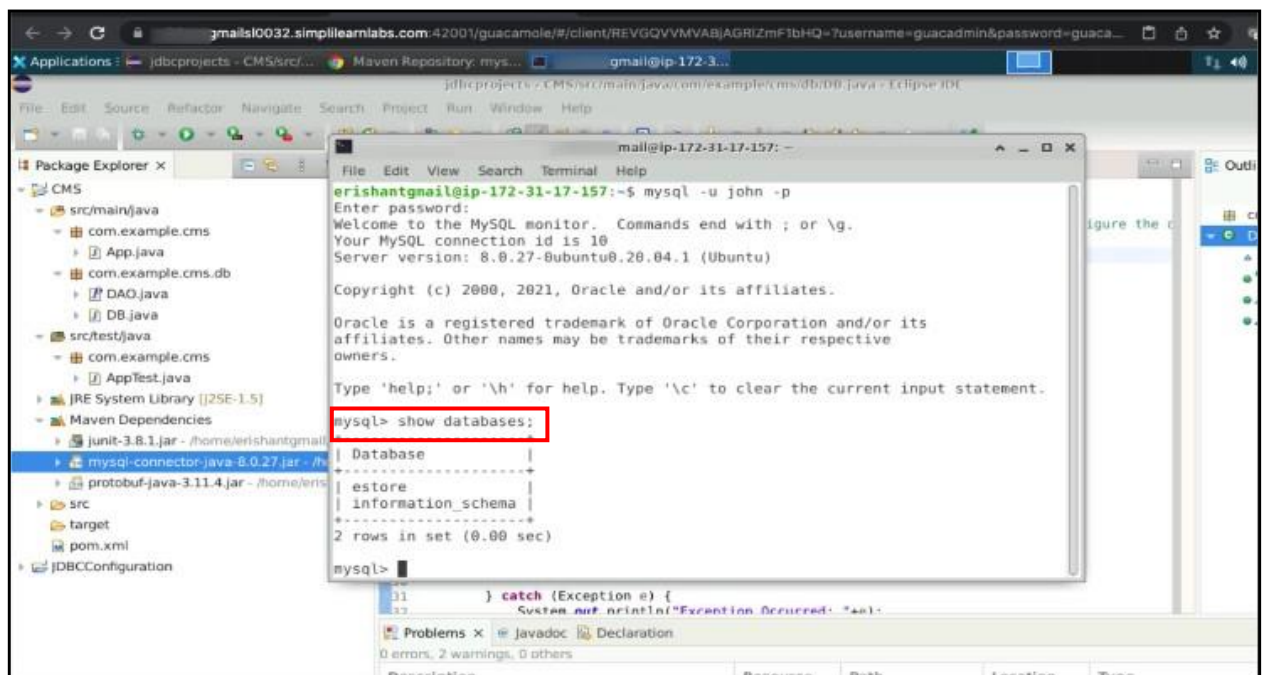 gmailsl0032.simplilearnlabs.com:42001/guacamole/#/client/REVGQVVMVABjAGRIZmF1bHQ=?username=guacadmin&password=guaca...
Applications : jdbcprojects - CMS/src/... Maven Repository: mys... gmail@ip-172-3...
jdbcprojects - CMS/src/main/java/com/example/cms/db/DB.java - Eclipse IDE
File Edit Source Refactor Navigate Search Project Run Window Help
mail@ip-172-31-17-157: ~
Package Explorer
File Edit View Search Terminal Help
CMS
src/main/java
com.example.cms
App.java
com.example.cms.db
DAO.java
DB.java
src/test/java
com.example.cms
AppTest.java
JRE System Library [J2SE-1.5]
Maven Dependencies
junit-3.8.1.jar - /home/erishantgmail
mysql-connector-java-8.0.27.jar - /h
protobuf-java-3.11.4.jar - /home/eris
src
target
pom.xml
JDBCConfiguration
erishantgmail@ip-172-31-17-157:~$ mysql -u john -p
Enter password:
Welcome to the MySQL monitor. Commands end with ; or \g.
Your MySQL connection id is 10
Server version: 8.0.27-0ubuntu0.20.04.1 (Ubuntu)
Copyright (c) 2000, 2021, Oracle and/or its affiliates.
Oracle is a registered trademark of Oracle Corporation and/or its
affiliates. Other names may be trademarks of their respective
owners.
Type 'help;' or '\h' for help. Type '\c' to clear the current input statement.
mysql> show databases;
+--------------------+
| Database |
+--------------------+
| estore |
| information_schema |
+--------------------+
2 rows in set (0.00 sec)
mysql>
igure the c
Outli
31 } catch (Exception e) {
32 System.out.println("Exception Occurred: "+e);
Problems Javadoc Declaration
0 errors, 2 warnings, 0 others
Description Resource Path Location Type